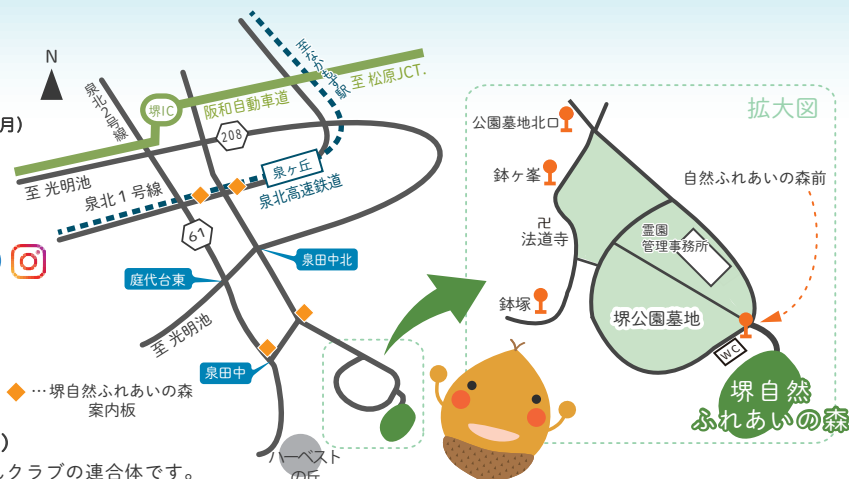 N
月)
泉北2号線
堺IC
阪和自動車道
至なかもず駅
至 松原JCT.
208
至 光明池
泉北1号線
泉ヶ丘
泉北高速鉄道
61
泉田中北
庭代台東
至 光明池
泉田中
◆…堺自然ふれあいの森
案内板
ハーベスト
の丘
)
クラブの連合体です。
拡大図
公園墓地北口
鉢ヶ峯
自然ふれあいの森前
卍
法道寺
霊園
管理事務所
鉢塚
堺公園墓地
WC
堺自然
ふれあいの森